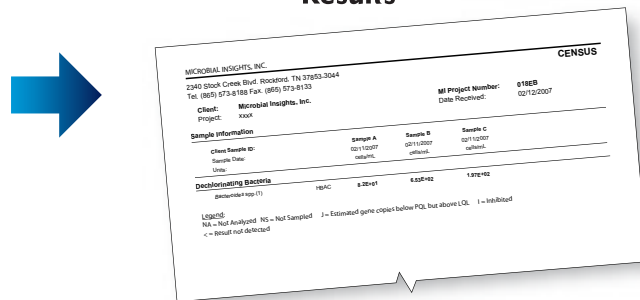 Results
MICROBIAL INSIGHTS, INC.
CENSUS
2340 Stock Creek Blvd. Rockford, TN 37853-3044
Tel. (865) 573-8188 Fax. (865) 573-8133
Client: Microbial Insights, Inc.
MI Project Number: 018EB
Project: xxxx
Date Received: 02/12/2007
Sample Information
Client Sample ID: Sample A Sample B Sample C
Sample Date: 02/11/2007 02/11/2007 02/11/2007
Units: cells/mL cells/mL cells/mL
Dechlorinating Bacteria
Bacteroides spp.(1) HBAC 8.2E+01 6.53E+02 1.97E+02
Legend:
NA = Not Analyzed NS = Not Sampled J = Estimated gene copies below PQL but above LQL I = Inhibited
< = Result not detected